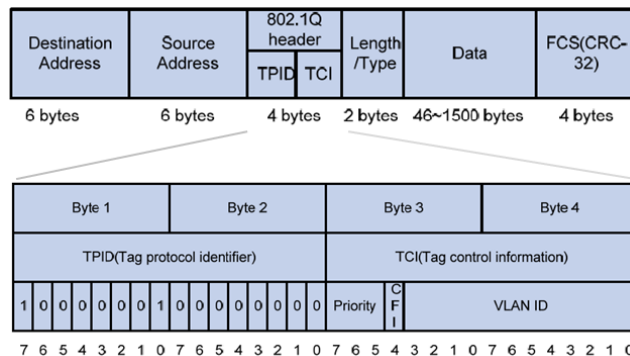 Destination
Address
Source
Address
802.1Q
header
TPID TCI
Length
/Type
Data
FCS(CRC-
32)
6 bytes 6 bytes 4 bytes 2 bytes 46~1500 bytes 4 bytes
Byte 1 Byte 2 Byte 3 Byte 4
TPID(Tag protocol identifier) TCI(Tag control information)
1 0 0 0 0 0 0 1 0 0 0 0 0 0 0 0 Priority C
F
I
VLAN ID
7 6 5 4 3 2 1 0 7 6 5 4 3 2 1 0 7 6 5 4 3 2 1 0 7 6 5 4 3 2 1 0